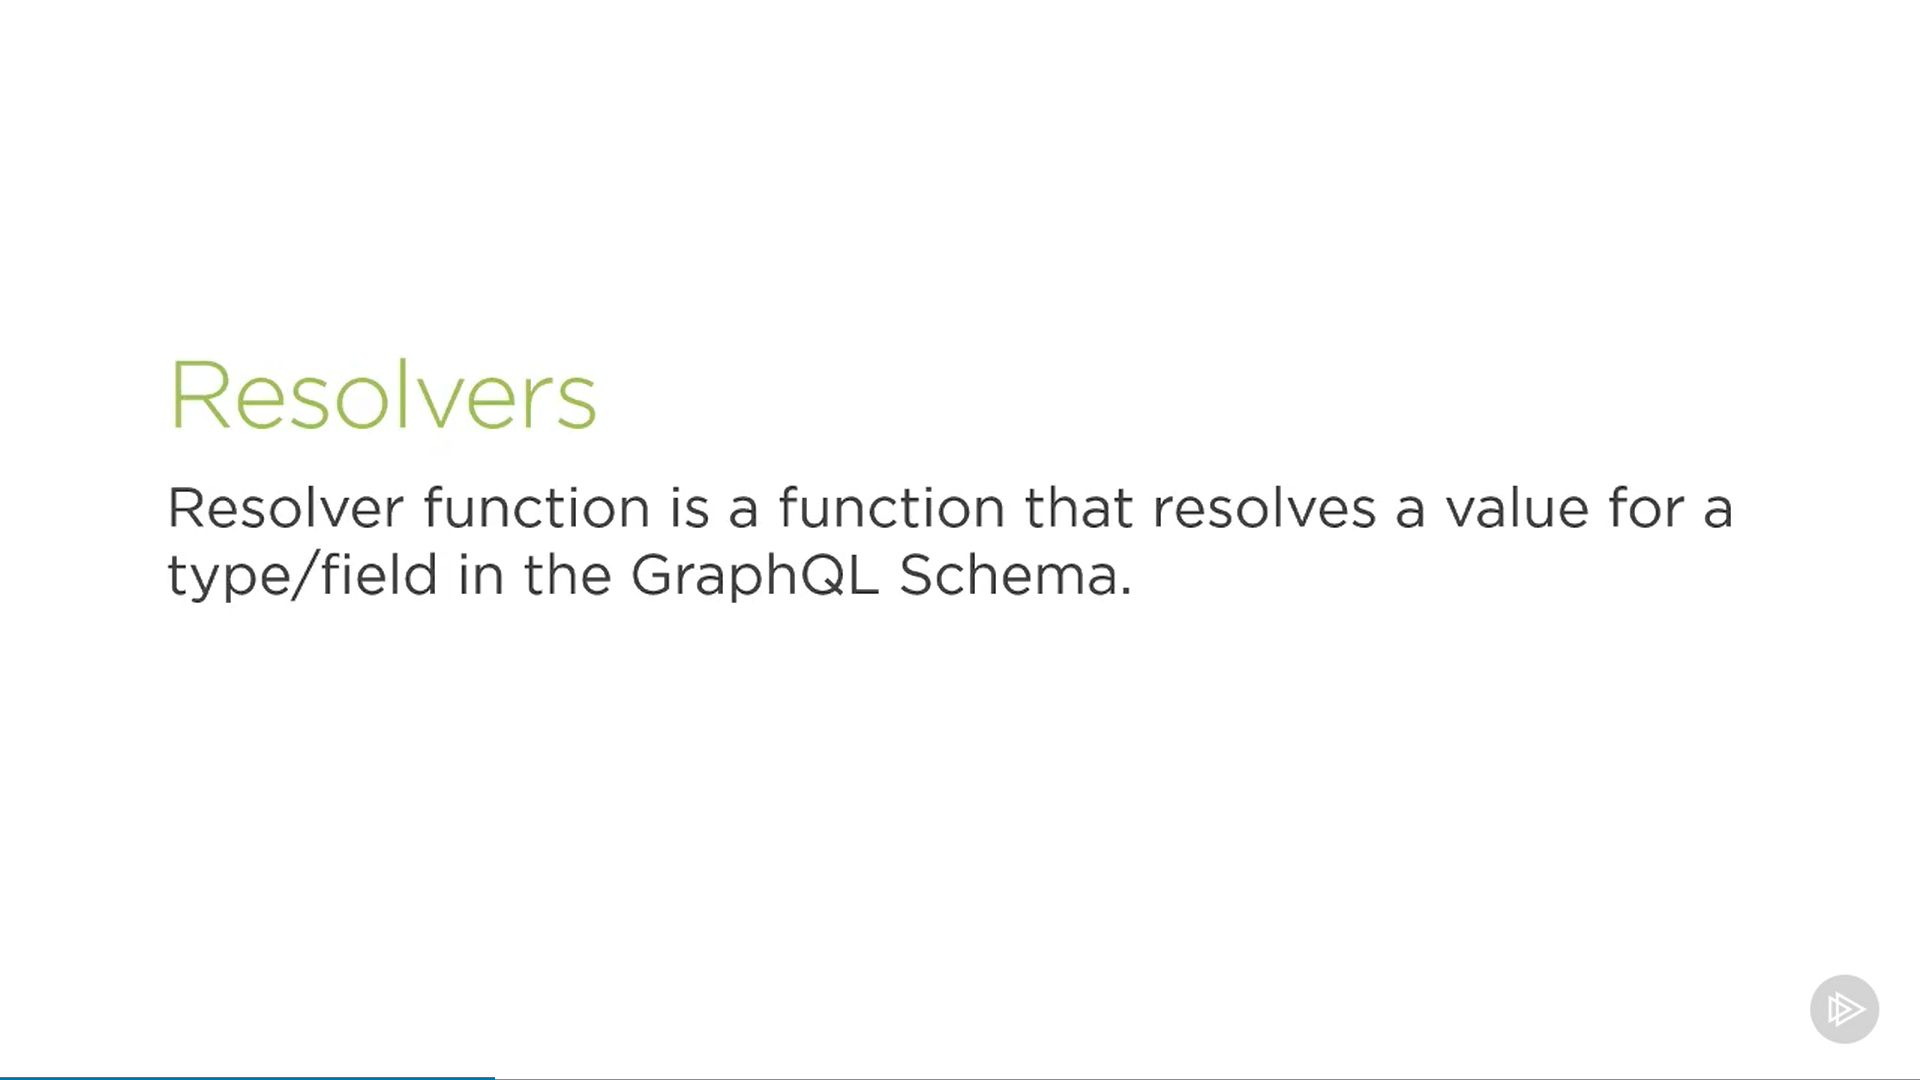 Resolvers
Resolver function is a function that resolves a value for a
type/field in the GraphQL Schema.